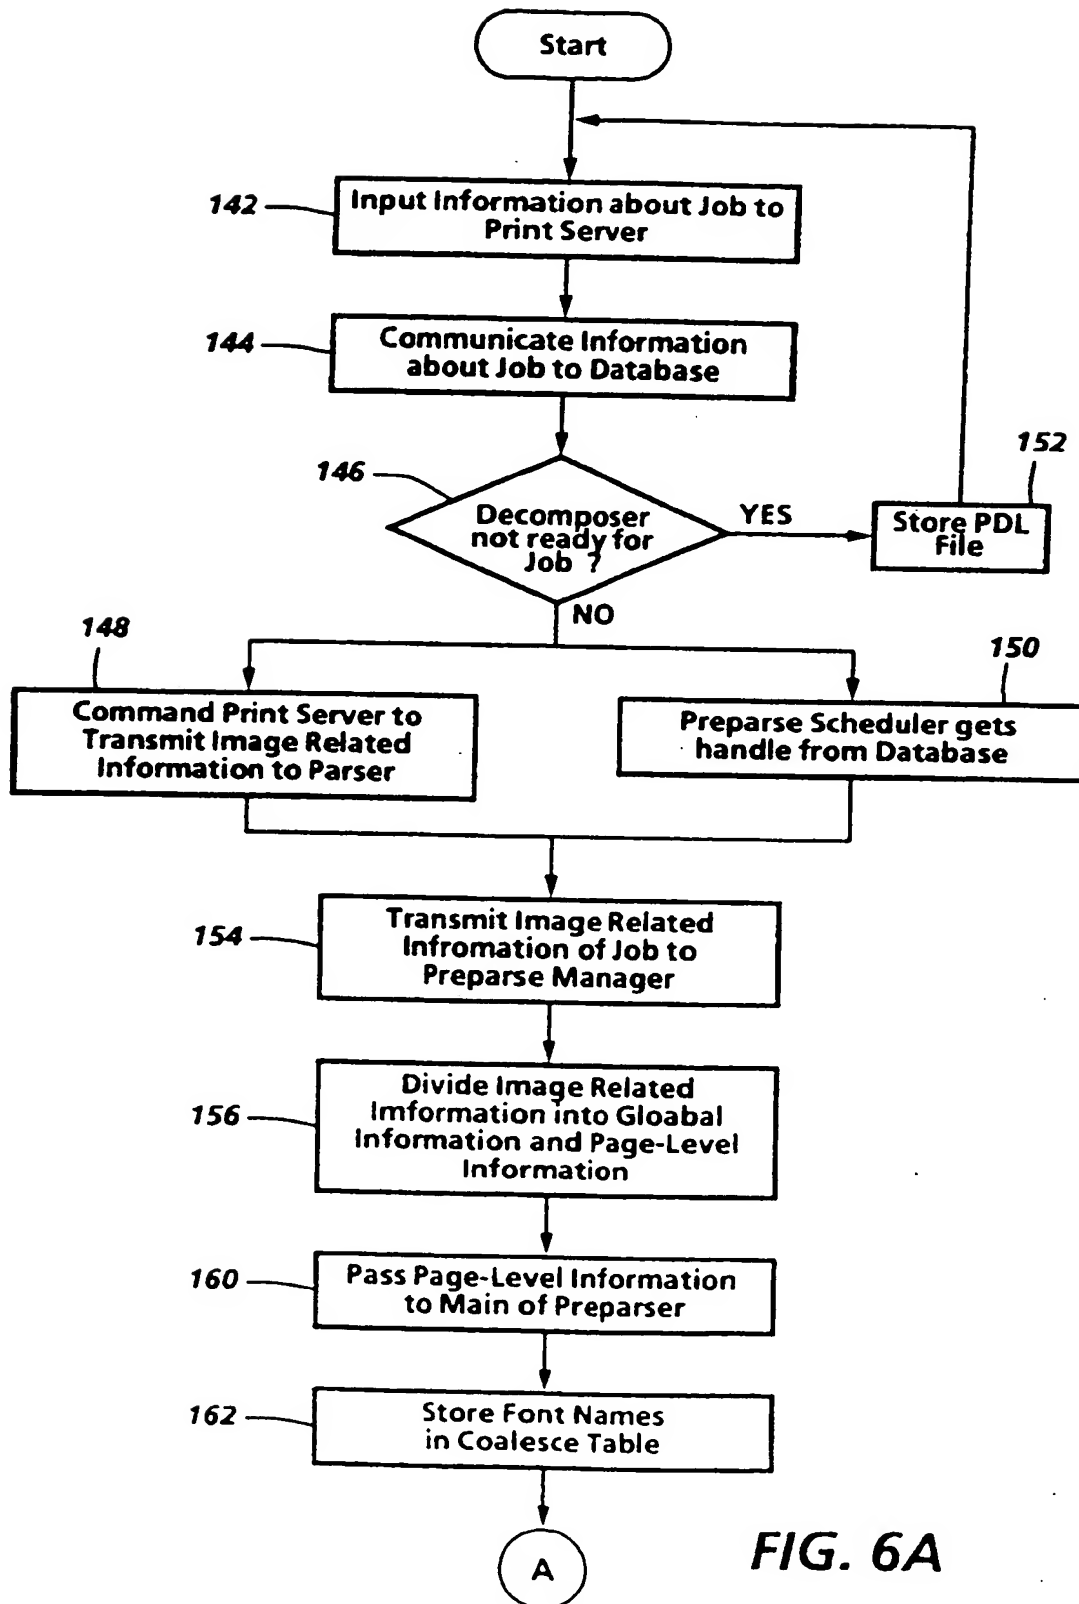 Start
142
Input Information about Job to
Print Server
144
Communicate Information
about Job to Database
146
Decomposer
not ready for
Job ?
YES
152
Store PDL
File
NO
148
Command Print Server to
Transmit Image Related
Information to Parser
150
Preparse Scheduler gets
handle from Database
154
Transmit Image Related
Infromation of Job to
Preparse Manager
156
Divide Image Related
Imformation into Gloabal
Information and Page-Level
Information
160
Pass Page-Level Information
to Main of Preparser
162
Store Font Names
in Coalesce Table
A
FIG. 6A